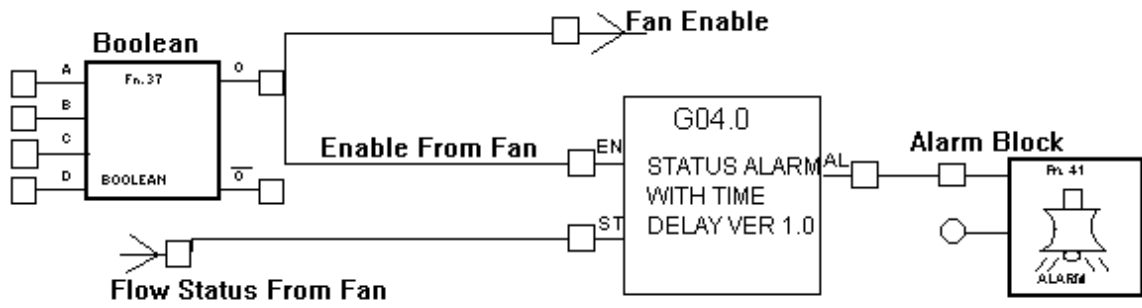 Fan Enable
Boolean
A
Fn. 37
O
B
C
D
BOOLEAN
O
Enable From Fan
EN
G04.0
STATUS ALARM
WITH TIME
DELAY VER 1.0
AL
ST
Alarm Block
Fn. 41
ALARM
Flow Status From Fan